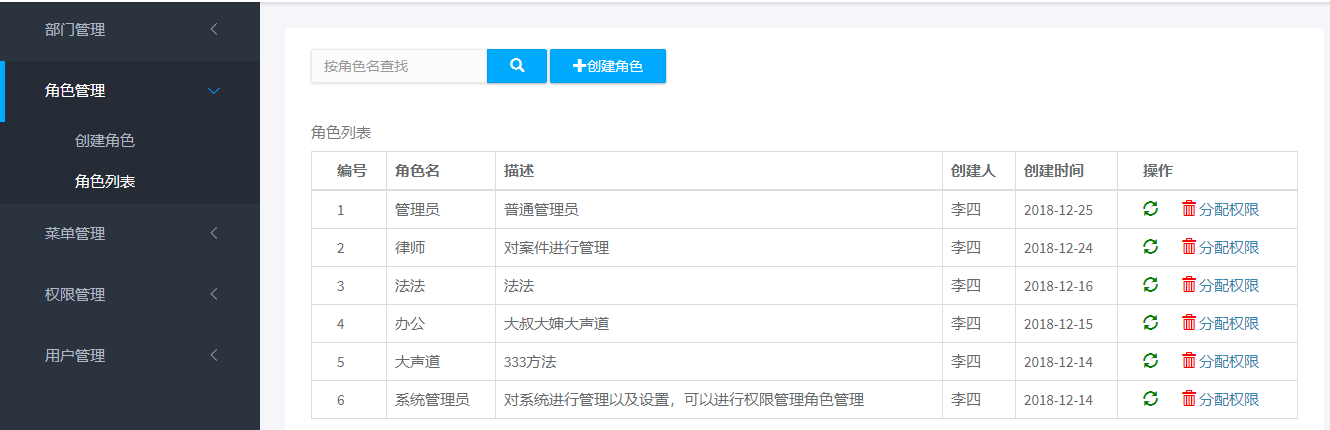 部门管理
角色管理
创建角色
角色列表
菜单管理
权限管理
用户管理
按角色名查找
创建角色
角色列表
编号 角色名 描述 创建人 创建时间 操作
1 管理员 普通管理员 李四 2018-12-25 分配权限
2 律师 对案件进行管理 李四 2018-12-24 分配权限
3 法法 法法 李四 2018-12-16 分配权限
4 办公 大叔大婶大声道 李四 2018-12-15 分配权限
5 大声道 333方法 李四 2018-12-14 分配权限
6 系统管理员 对系统进行管理以及设置，可以进行权限管理角色管理 李四 2018-12-14 分配权限